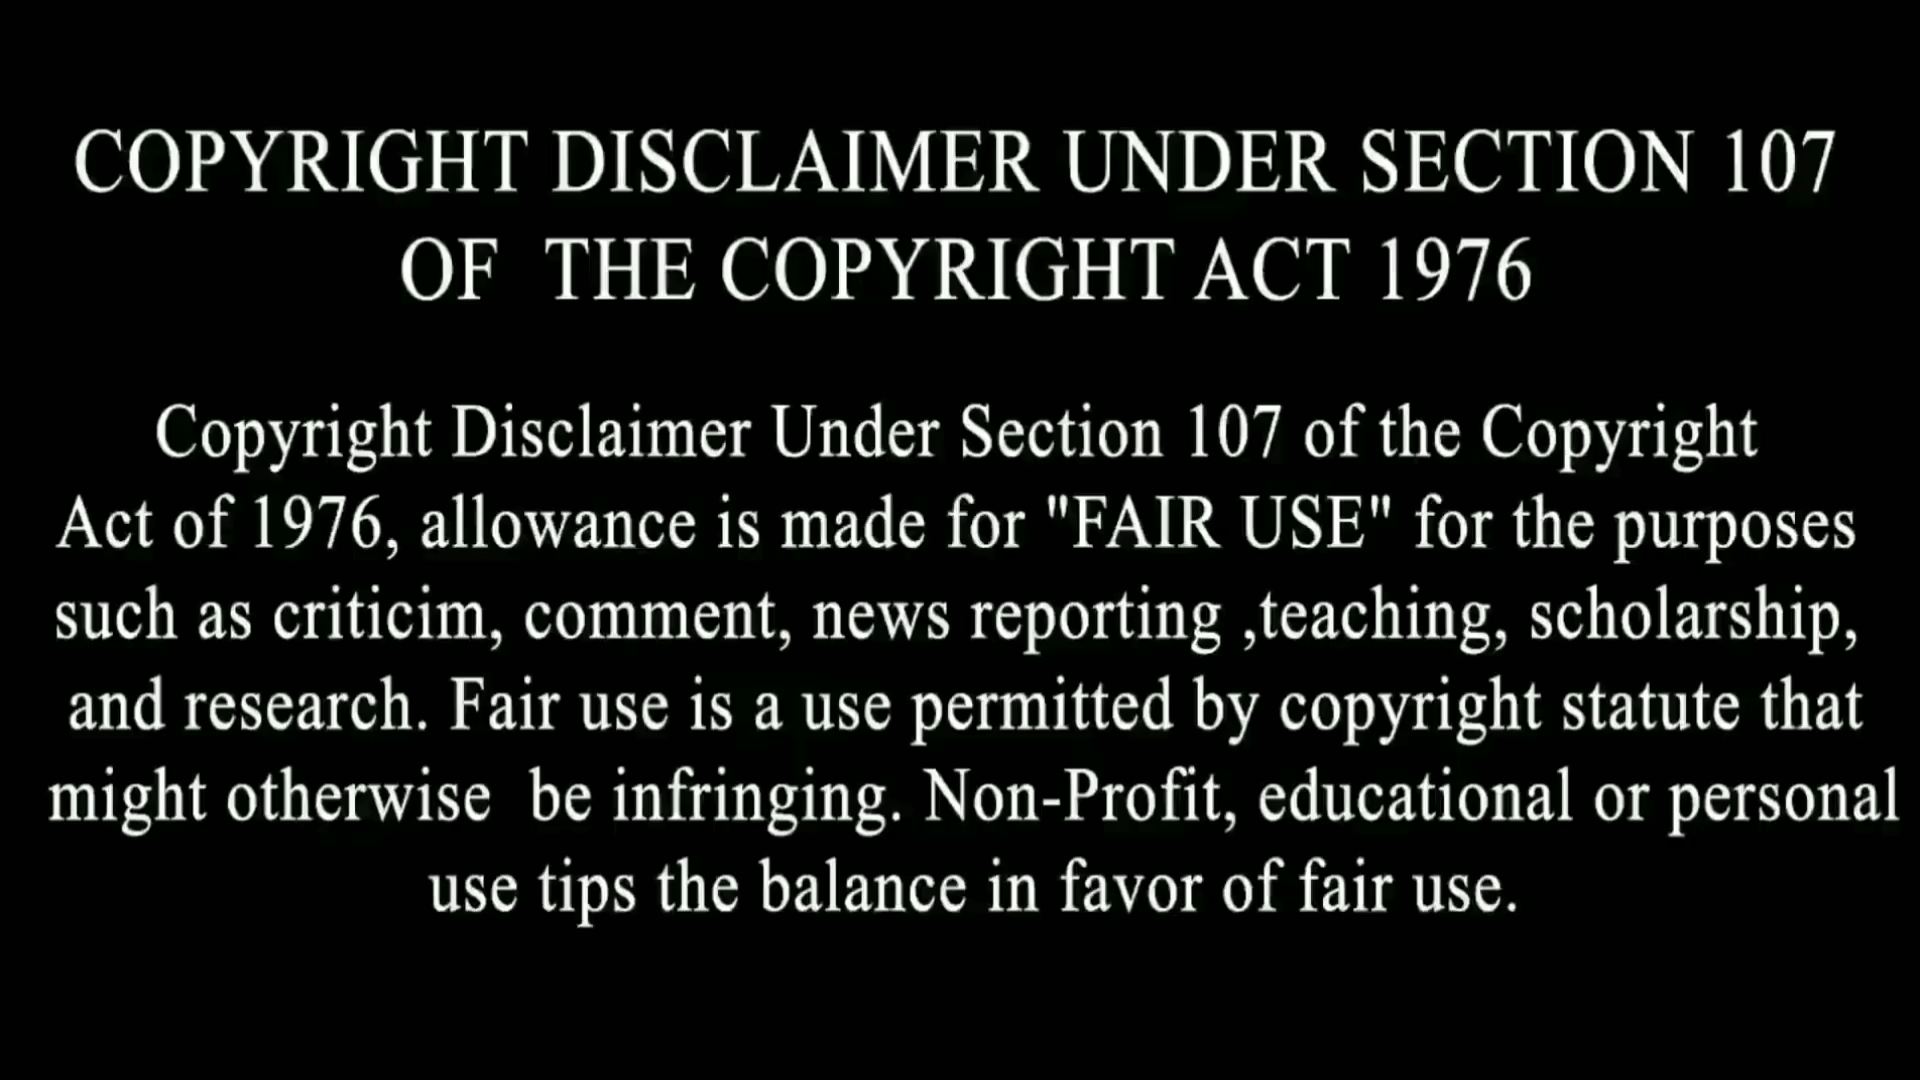 COPYRIGHT DISCLAIMER UNDER SECTION 107
OF  THE COPYRIGHT ACT 1976
Copyright Disclaimer Under Section 107 of the Copyright
Act of 1976, allowance is made for "FAIR USE" for the purposes
such as criticim, comment, news reporting ,teaching, scholarship,
and research. Fair use is a use permitted by copyright statute that
might otherwise  be infringing. Non-Profit, educational or personal
use tips the balance in favor of fair use.